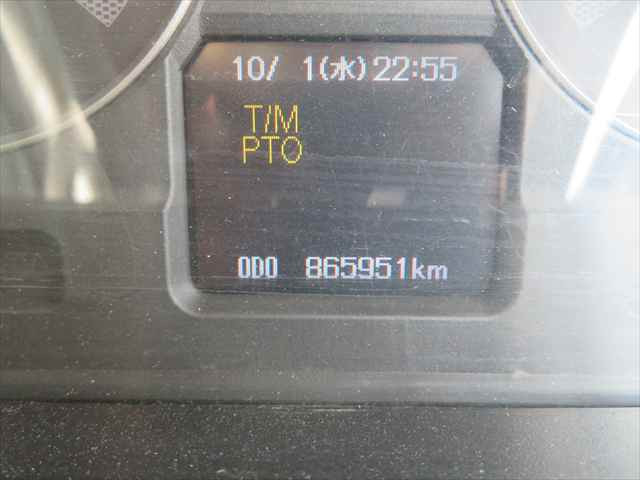 10/ 1(水)22:55
T/M
PTO
ODO 865951km